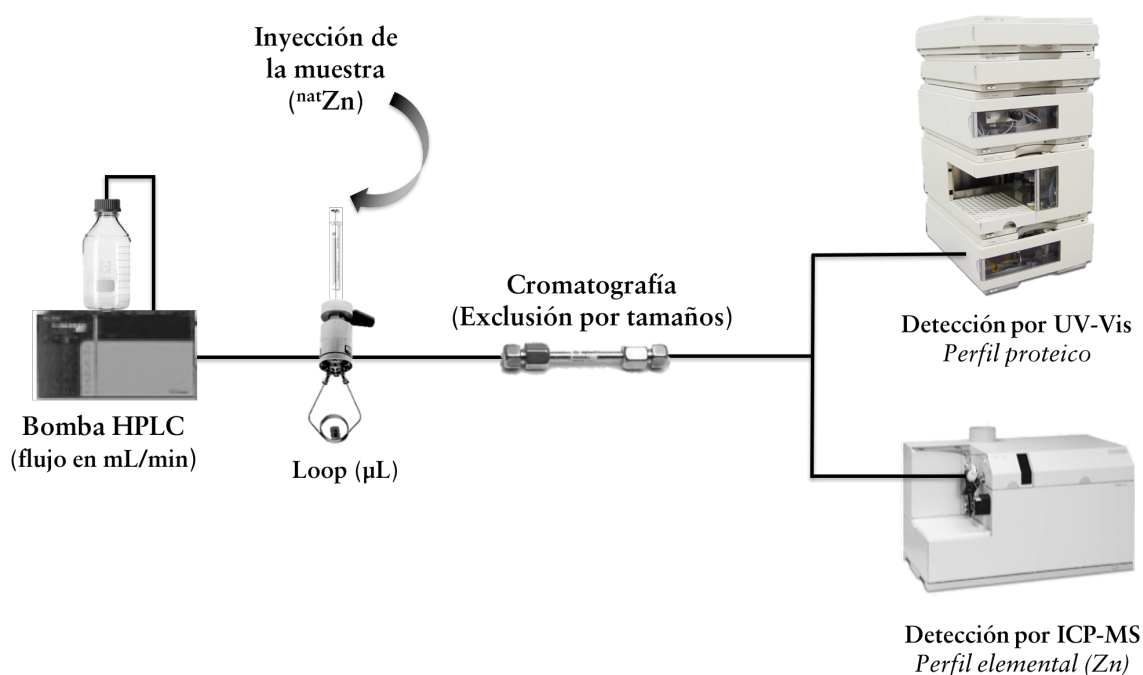 Inyección de
la muestra
(ⁿᵃᵗZn)
Bomba HPLC
(flujo en mL/min)
Loop (μL)
Cromatografía
(Exclusión por tamaños)
Detección por UV-Vis
Perfil proteico
Detección por ICP-MS
Perfil elemental (Zn)